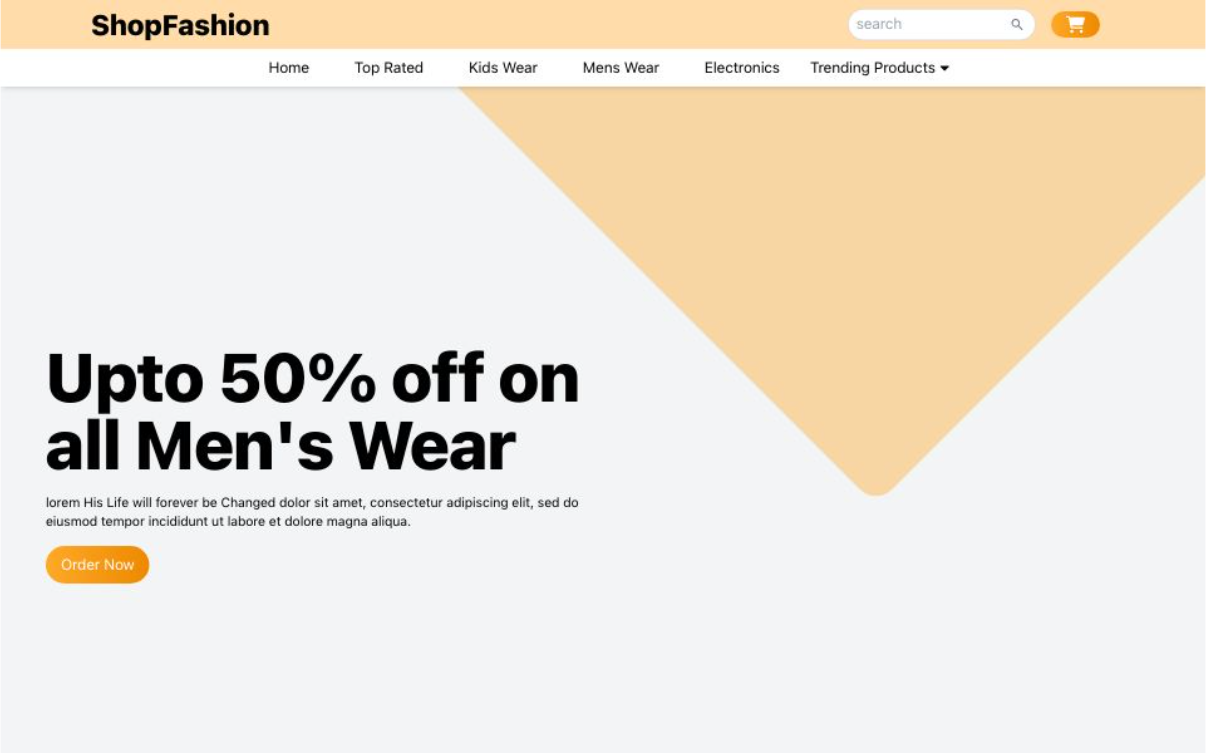 ShopFashion
search
Home Top Rated Kids Wear Mens Wear Electronics Trending Products
Upto 50% off on
all Men's Wear
lorem His Life will forever be Changed dolor sit amet, consectetur adipiscing elit, sed do
eiusmod tempor incididunt ut labore et dolore magna aliqua.
Order Now